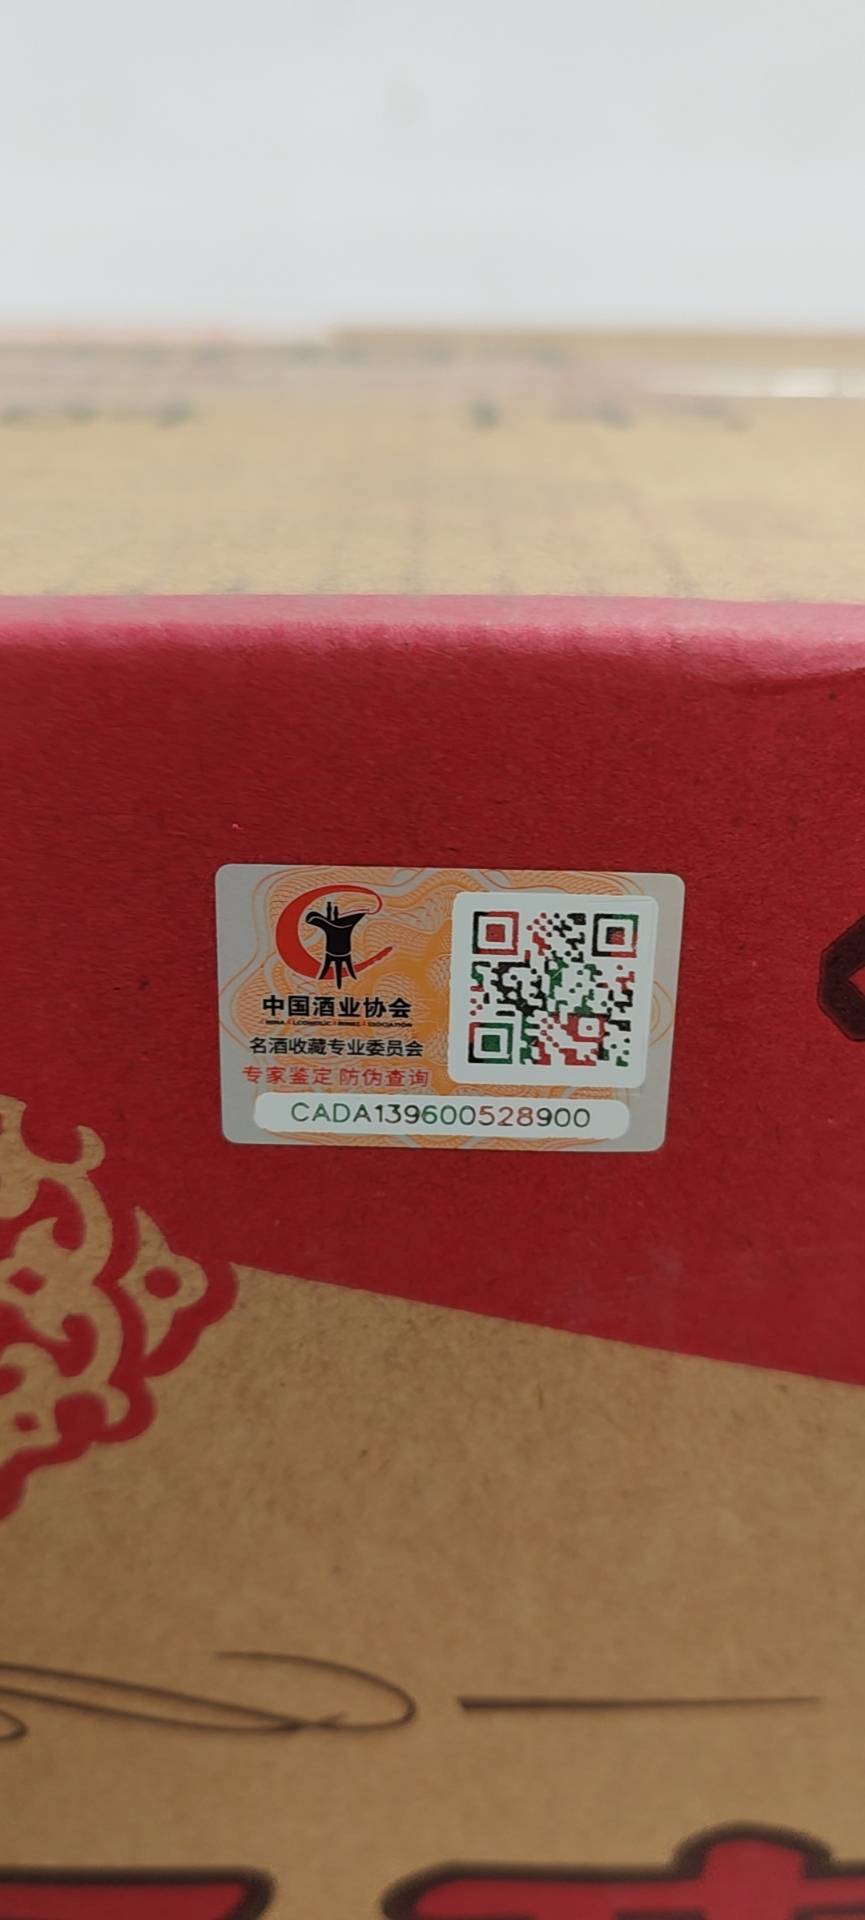 中国酒业协会
名酒收藏专业委员会
专家鉴定 防伪查询
CADA139600528900